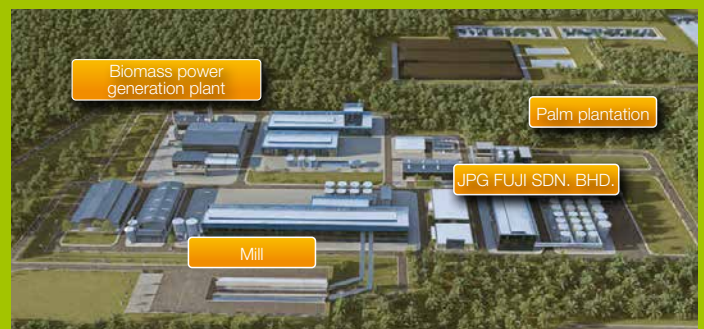 Biomass power
generation plant
Palm plantation
JPG FUJI SDN. BHD.
Mill